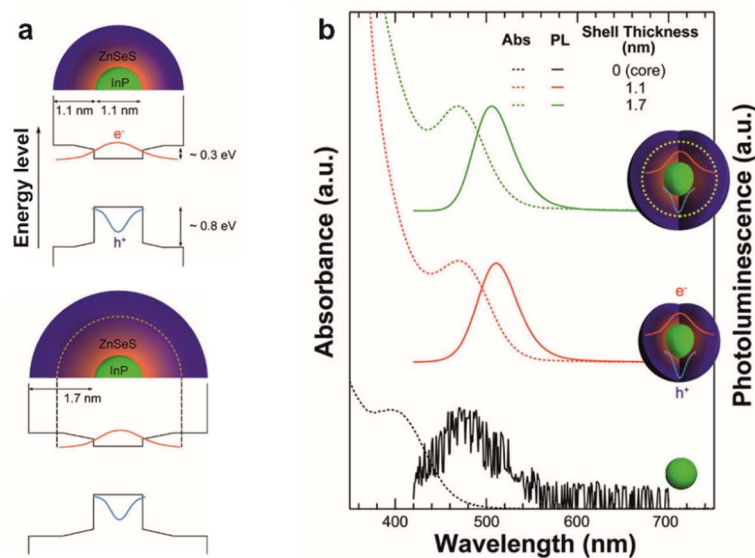 a
ZnSeS
InP
1.1 nm 1.1 nm
e-
~ 0.3 eV
Energy level
~ 0.8 eV
h+
ZnSeS
InP
1.7 nm
b
Abs PL Shell Thickness
(nm)
0 (core)
1.1
1.7
e-
h+
Absorbance (a.u.)
Photoluminescence (a.u.)
400 500 600 700
Wavelength (nm)